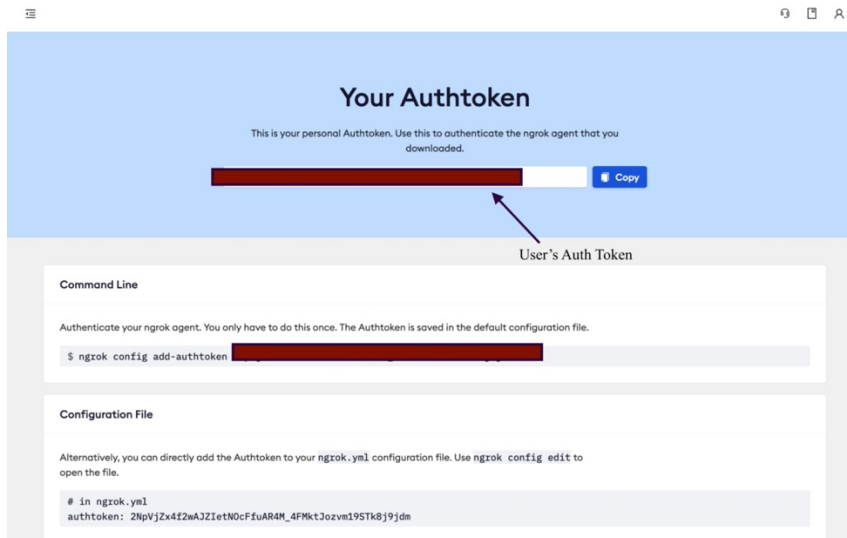 Your Authtoken
This is your personal Authtoken. Use this to authenticate the ngrok agent that you
downloaded.
Copy
User's Auth Token
Command Line
Authenticate your ngrok agent. You only have to do this once. The Authtoken is saved in the default configuration file.
$ ngrok config add-authtoken
Configuration File
Alternatively, you can directly add the Authtoken to your ngrok.yml configuration file. Use ngrok config edit to
open the file.
# in ngrok.yml
authtoken: 2NpVjZx4f2wAJZIetNOcFfuAR4M_4FMktJozvm19STk8j9jdm